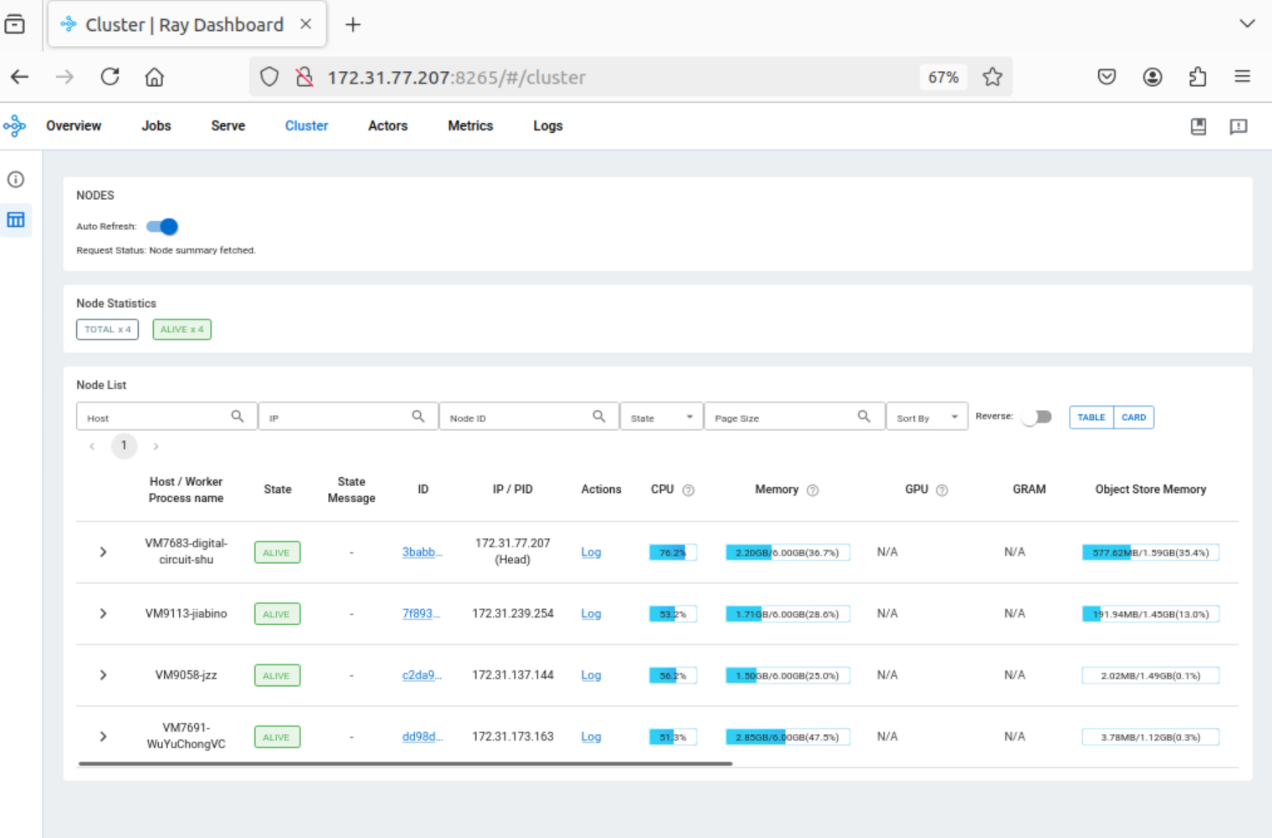 Cluster | Ray Dashboard
172.31.77.207:8265/#/cluster
67%
Overview Jobs Serve Cluster Actors Metrics Logs
NODES
Auto Refresh:
Request Status: Node summary fetched.
Node Statistics
TOTAL x 4 ALIVE x 4
Node List
Host IP Node ID State Page Size Sort By Reverse: TABLE CARD
1
Host / Worker Process name State State Message ID IP / PID Actions CPU Memory GPU GRAM Object Store Memory
VM7683-digital-circuit-shu ALIVE - 3babb... 172.31.77.207 (Head) Log 76.2% 2.20GB/6.00GB(36.7%) N/A N/A 577.62MB/1.59GB(35.4%)
VM9113-jiabino ALIVE - 7f893... 172.31.239.254 Log 53.2% 1.71GB/6.00GB(28.6%) N/A N/A 191.94MB/1.45GB(13.0%)
VM9058-jzz ALIVE - c2da9... 172.31.137.144 Log 56.2% 1.50GB/6.00GB(25.0%) N/A N/A 2.02MB/1.49GB(0.1%)
VM7691-WuYuChongVC ALIVE - dd98d... 172.31.173.163 Log 51.3% 2.85GB/6.00GB(47.5%) N/A N/A 3.78MB/1.12GB(0.3%)